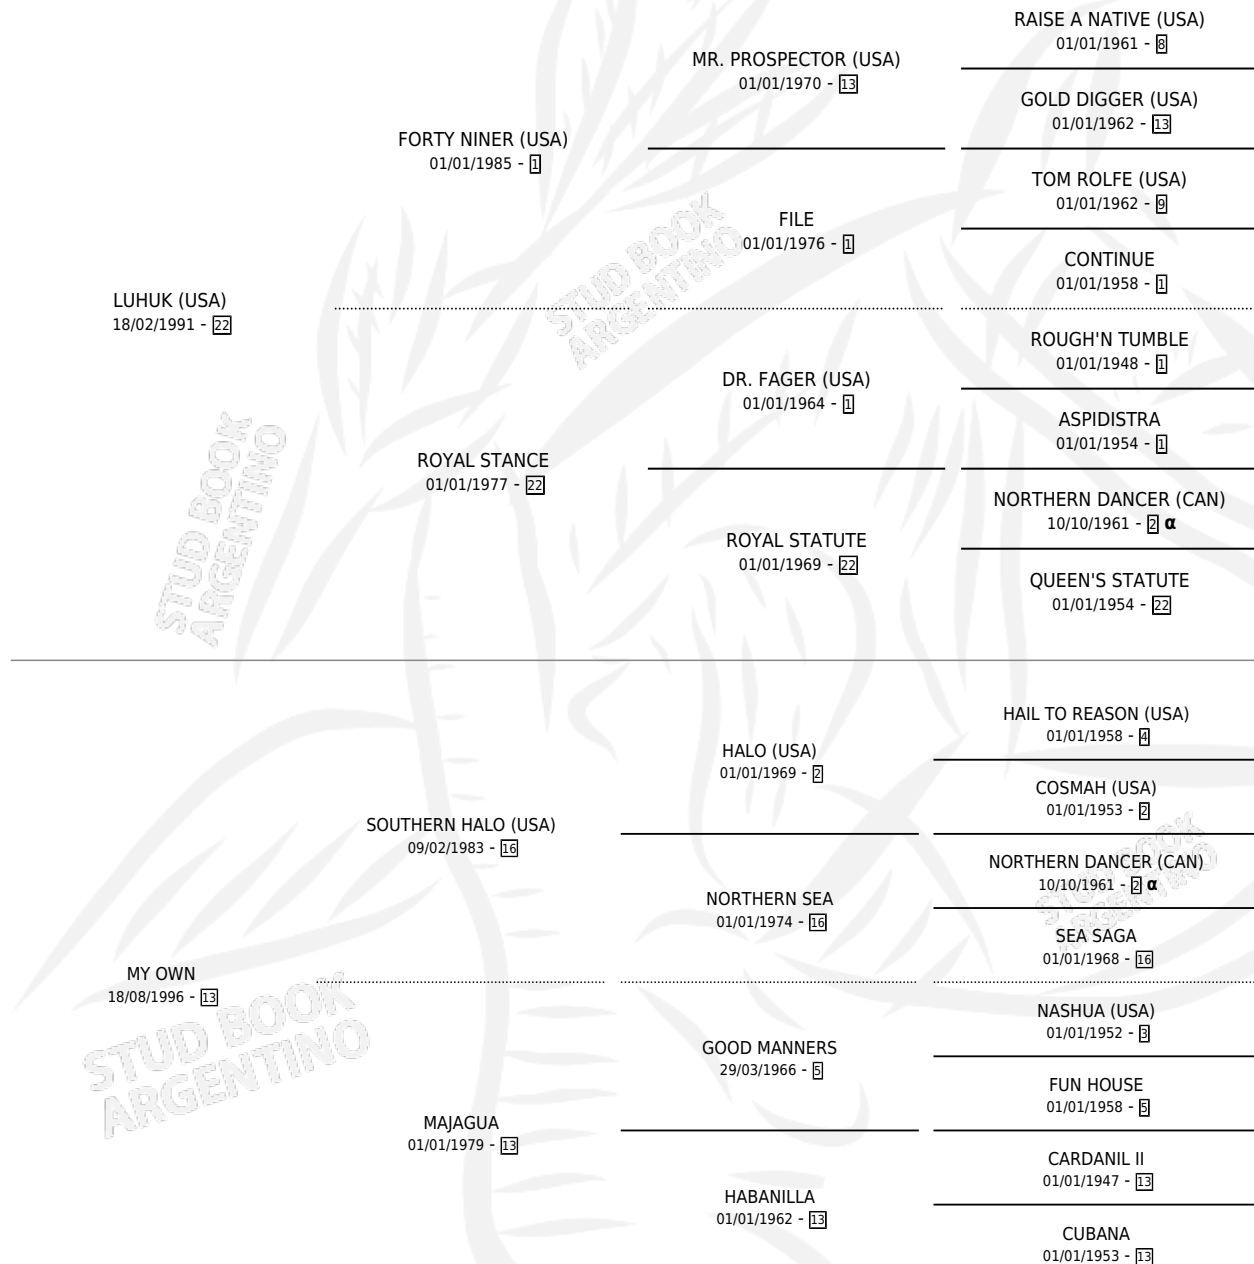 RAISE A NATIVE (USA)
01/01/1961 - 8
MR. PROSPECTOR (USA)
01/01/1970 - 13
GOLD DIGGER (USA)
01/01/1962 - 13
FORTY NINER (USA)
01/01/1985 - 1
TOM ROLFE (USA)
01/01/1962 - 9
FILE
01/01/1976 - 1
CONTINUE
01/01/1958 - 1
LUHUK (USA)
18/02/1991 - 22
STUD BOOK
ARGENTINO
ROUGH'N TUMBLE
01/01/1948 - 1
DR. FAGER (USA)
01/01/1964 - 1
ASPIDISTRA
01/01/1954 - 1
STUD BOOK
ARGENTINO
ROYAL STANCE
01/01/1977 - 22
NORTHERN DANCER (CAN)
10/10/1961 - 2 α
ROYAL STATUTE
01/01/1969 - 22
QUEEN'S STATUTE
01/01/1954 - 22
HAIL TO REASON (USA)
01/01/1958 - 4
HALO (USA)
01/01/1969 - 2
COSMAH (USA)
01/01/1953 - 2
SOUTHERN HALO (USA)
09/02/1983 - 16
NORTHERN DANCER (CAN)
10/10/1961 - 2 α
STUD BOOK
ARGENTINO
NORTHERN SEA
01/01/1974 - 16
SEA SAGA
01/01/1968 - 16
MY OWN
18/08/1996 - 13
STUD BOOK
ARGENTINO
NASHUA (USA)
01/01/1952 - 3
GOOD MANNERS
29/03/1966 - 5
FUN HOUSE
01/01/1958 - 5
MAJAGUA
01/01/1979 - 13
CARDANIL II
01/01/1947 - 13
HABANILLA
01/01/1962 - 13
CUBANA
01/01/1953 - 13